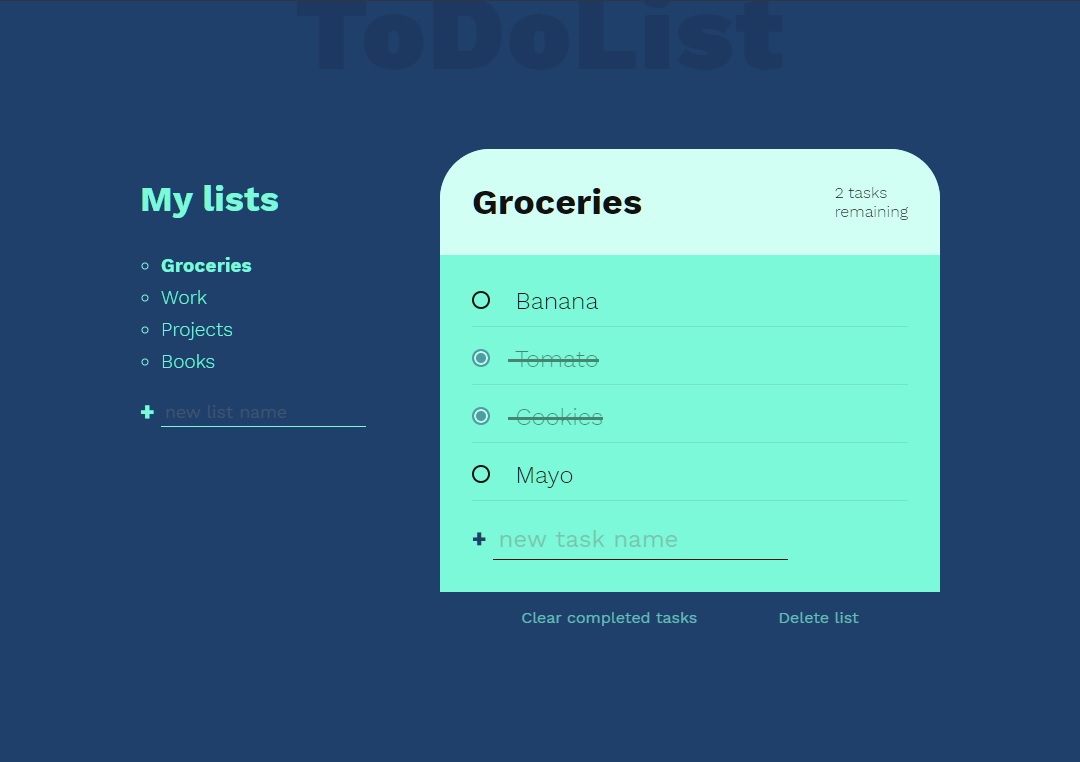 ToDoList
My lists
Groceries
Work
Projects
Books
+ new list name
Groceries
2 tasks
remaining
Banana
Tomato
Cookies
Mayo
+ new task name
Clear completed tasks
Delete list